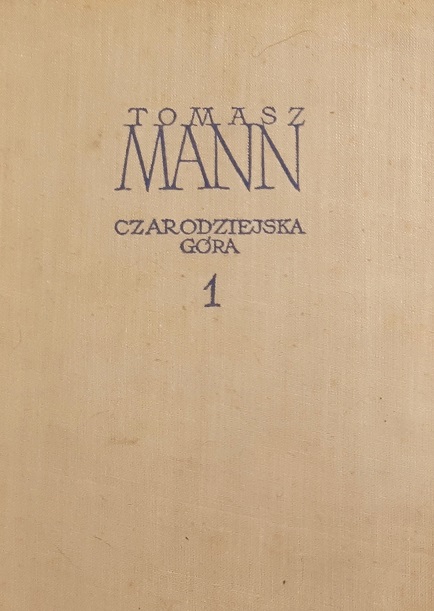 TOMASZ
MANN
CZARODZIEJSKA
GÓRA
1